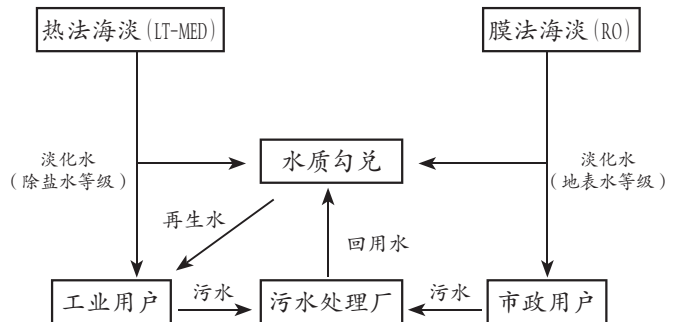 热法海淡(LT-MED)
膜法海淡(RO)
淡化水
(除盐水等级)
水质勾兑
淡化水
(地表水等级)
再生水
回用水
工业用户
污水
污水处理厂
污水
市政用户